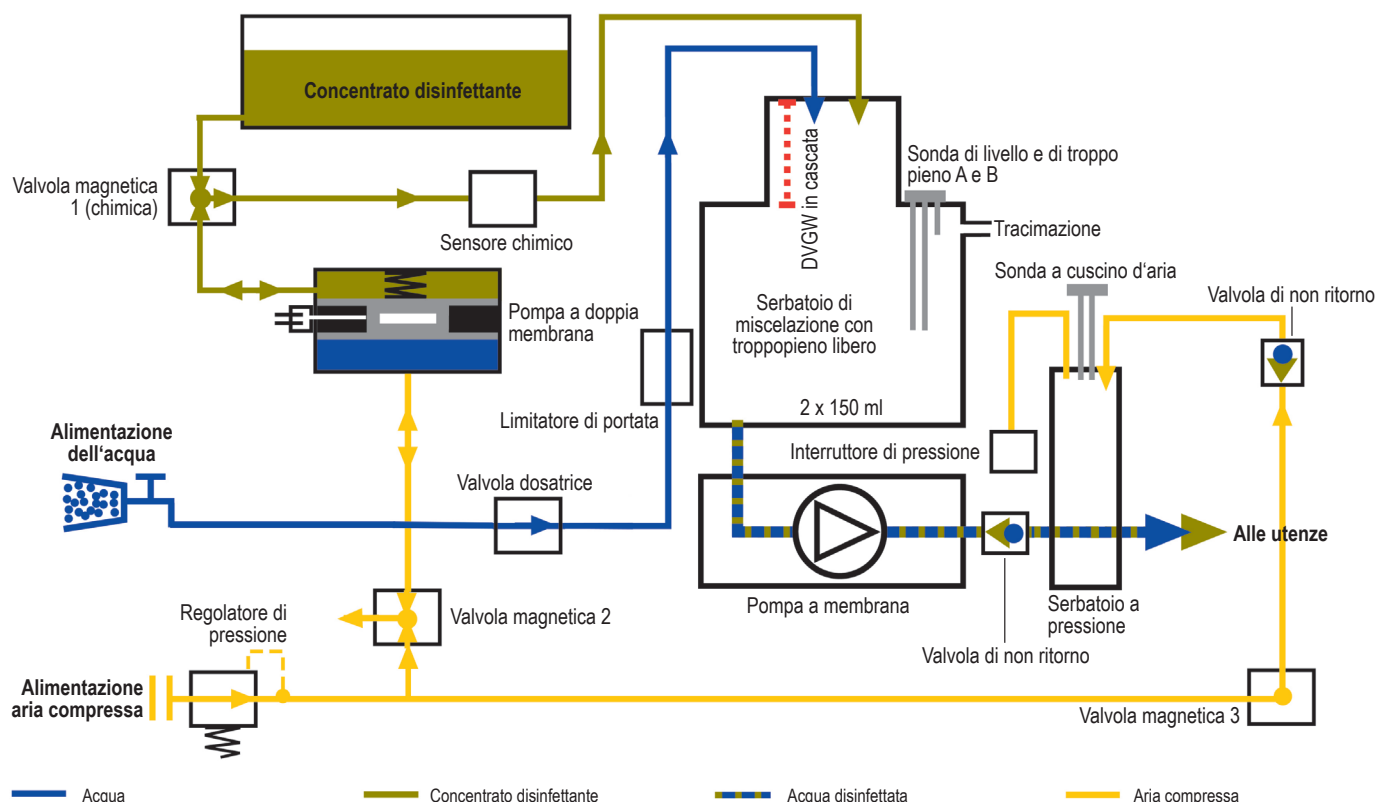 Concentrato disinfettante
Valvola magnetica
1 (chimica)
Sensore chimico
DVGW in cascata
Sonda di livello e di troppo
pieno A e B
Tracimazione
Sonda a cuscino d‘aria
Valvola di non ritorno
Pompa a doppia
membrana
Serbatoio di
miscelazione con
troppopieno libero
2 x 150 ml
Limitatore di portata
Interruttore di pressione
Alimentazione
dell‘acqua
Valvola dosatrice
Alle utenze
Pompa a membrana
Serbatoio a
pressione
Valvola di non ritorno
Valvola magnetica 2
Regolatore di
pressione
Alimentazione
aria compressa
Valvola magnetica 3
Acqua
Concentrato disinfettante
Acqua disinfettata
Aria compressa